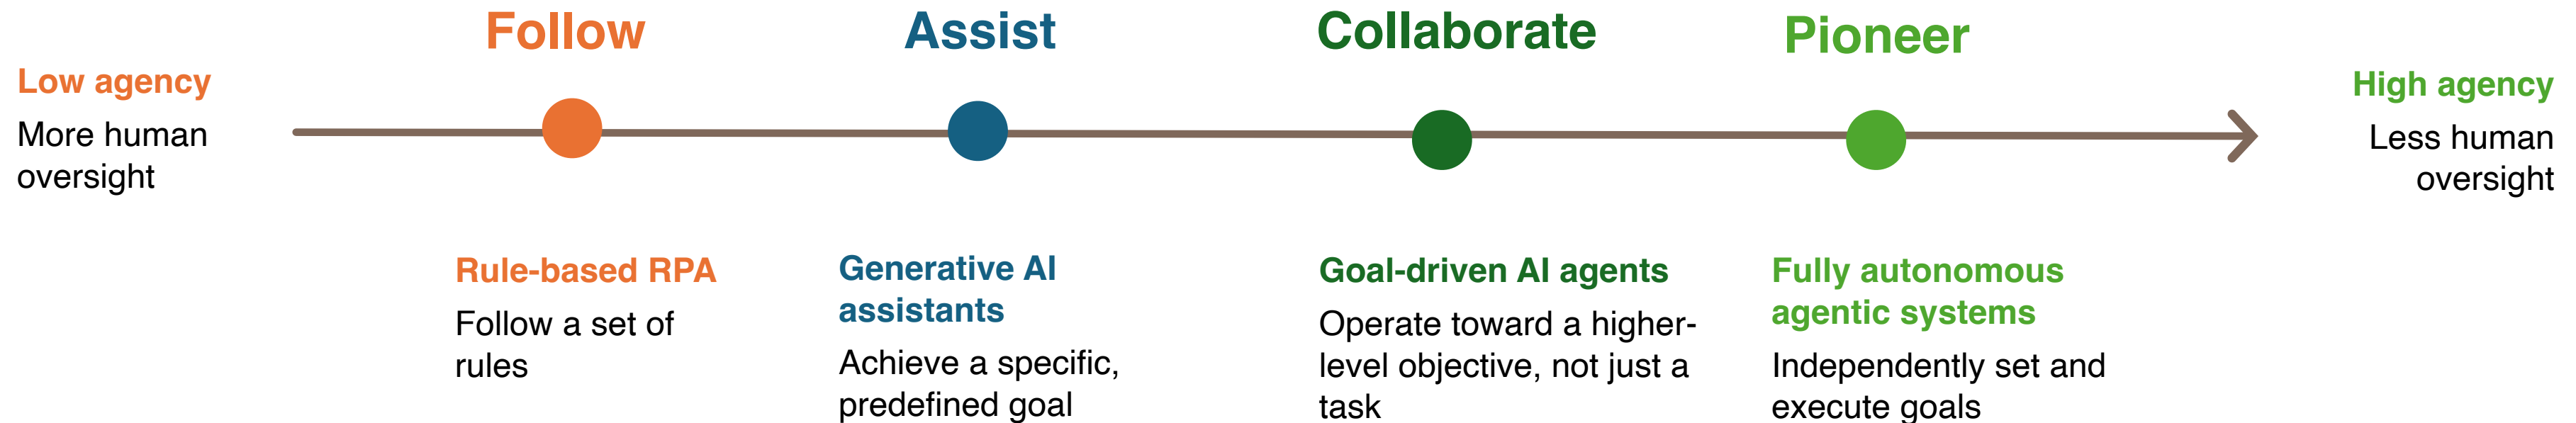 Follow
Assist
Collaborate
Pioneer
Low agency
More human
oversight
High agency
Less human
oversight
Rule-based RPA
Follow a set of
rules
Generative AI
assistants
Achieve a specific,
predefined goal
Goal-driven AI agents
Operate toward a higher-
level objective, not just a
task
Fully autonomous
agentic systems
Independently set and
execute goals